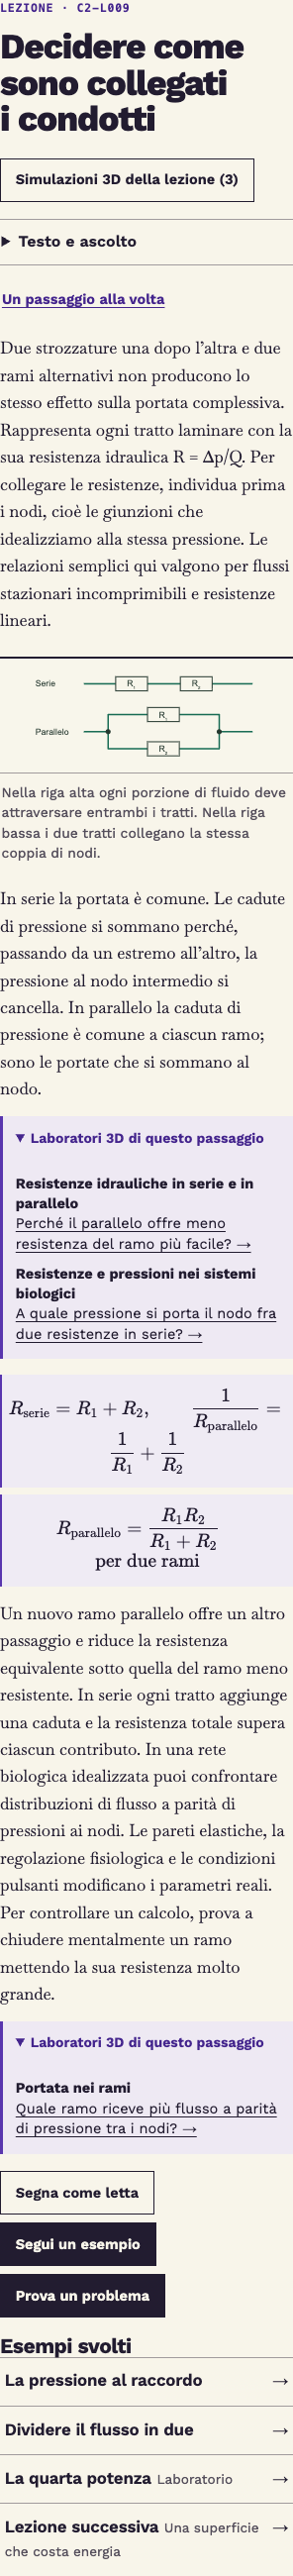 LEZIONE · C2–L009
Decidere come
sono collegati
i condotti
Simulazioni 3D della lezione (3)
▶ Testo e ascolto
Un passaggio alla volta
Due strozzature una dopo l’altra e due
rami alternativi non producono lo
stesso effetto sulla portata complessiva.
Rappresenta ogni tratto laminare con la
sua resistenza idraulica R = Δp/Q. Per
collegare le resistenze, individua prima
i nodi, cioè le giunzioni che
idealizziamo alla stessa pressione. Le
relazioni semplici qui valgono per flussi
stazionari incomprimibili e resistenze
lineari.
Serie R₁ R₂
Parallelo R₁
R₂
Nella riga alta ogni porzione di fluido deve
attraversare entrambi i tratti. Nella riga
bassa i due tratti collegano la stessa
coppia di nodi.
In serie la portata è comune. Le cadute
di pressione si sommano perché,
passando da un estremo all’altro, la
pressione al nodo intermedio si
cancella. In parallelo la caduta di
pressione è comune a ciascun ramo;
sono le portate che si sommano al
nodo.
▼ Laboratori 3D di questo passaggio
Resistenze idrauliche in serie e in
parallelo
Perché il parallelo offre meno
resistenza del ramo più facile? →
Resistenze e pressioni nei sistemi
biologici
A quale pressione si porta il nodo fra
due resistenze in serie? →
R_serie = R₁ + R₂, 1/R_parallelo =
1/R₁ + 1/R₂
R_parallelo = R₁R₂/(R₁ + R₂)
per due rami
Un nuovo ramo parallelo offre un altro
passaggio e riduce la resistenza
equivalente sotto quella del ramo meno
resistente. In serie ogni tratto aggiunge
una caduta e la resistenza totale supera
ciascun contributo. In una rete
biologica idealizzata puoi confrontare
distribuzioni di flusso a parità di
pressioni ai nodi. Le pareti elastiche, la
regolazione fisiologica e le condizioni
pulsanti modificano i parametri reali.
Per controllare un calcolo, prova a
chiudere mentalmente un ramo
mettendo la sua resistenza molto
grande.
▼ Laboratori 3D di questo passaggio
Portata nei rami
Quale ramo riceve più flusso a parità
di pressione tra i nodi? →
Segna come letta
Segui un esempio
Prova un problema
Esempi svolti
La pressione al raccordo →
Dividere il flusso in due →
La quarta potenza Laboratorio →
Lezione successiva Una superficie →
che costa energia